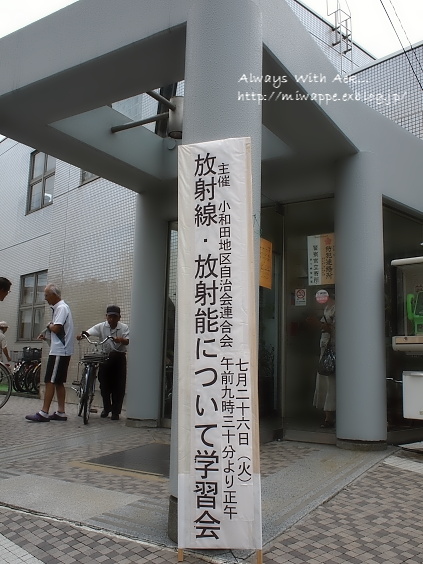 Always With Ack...
http://miwappe.exblog.jp/
放射線・放射能について学習会
主催 小和田地区自治会連合会
七月二十六日(火)
午前九時三十分より正午